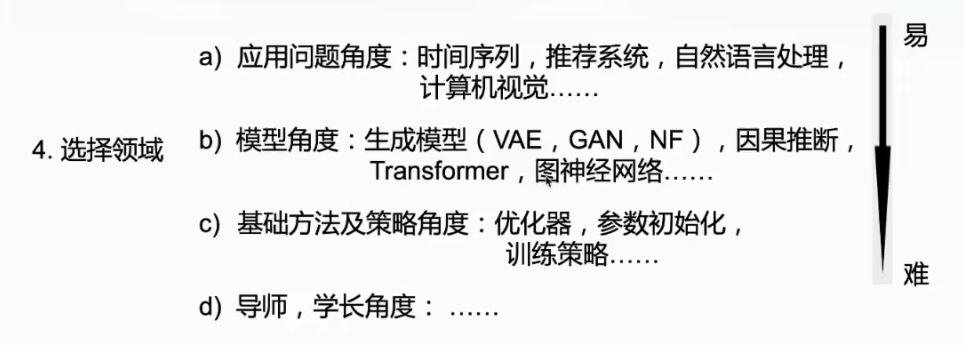 易
a) 应用问题角度：时间序列，推荐系统，自然语言处理，
计算机视觉……
4. 选择领域
b) 模型角度：生成模型（VAE，GAN，NF），因果推断，
Transformer，图神经网络……
c) 基础方法及策略角度：优化器，参数初始化，
训练策略……
难
d) 导师，学长角度： ……